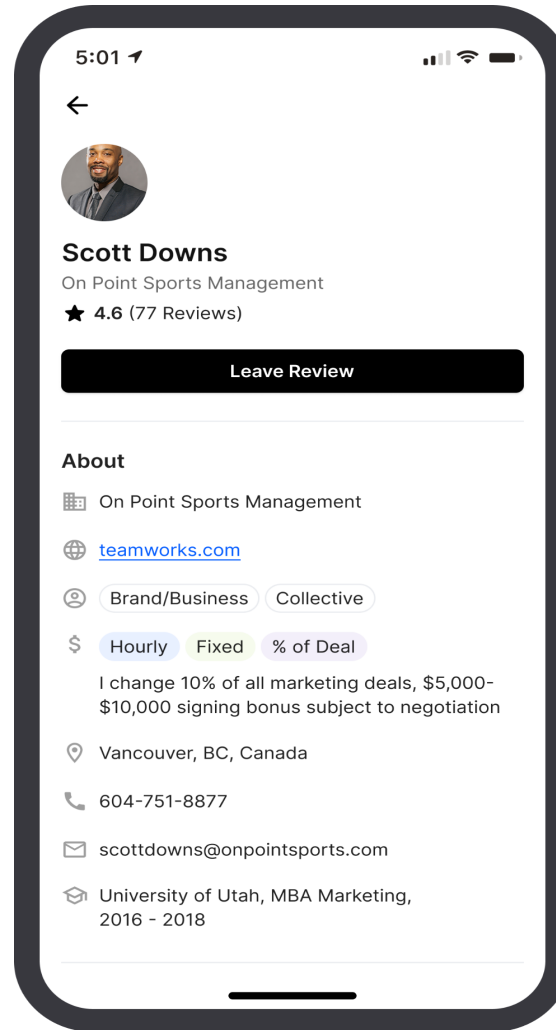 5:01
Scott Downs
On Point Sports Management
4.6 (77 Reviews)
Leave Review
About
On Point Sports Management
teamworks.com
Brand/Business Collective
$ Hourly Fixed % of Deal
I change 10% of all marketing deals, $5,000-
$10,000 signing bonus subject to negotiation
Vancouver, BC, Canada
604-751-8877
scottdowns@onpointsports.com
University of Utah, MBA Marketing,
2016 - 2018